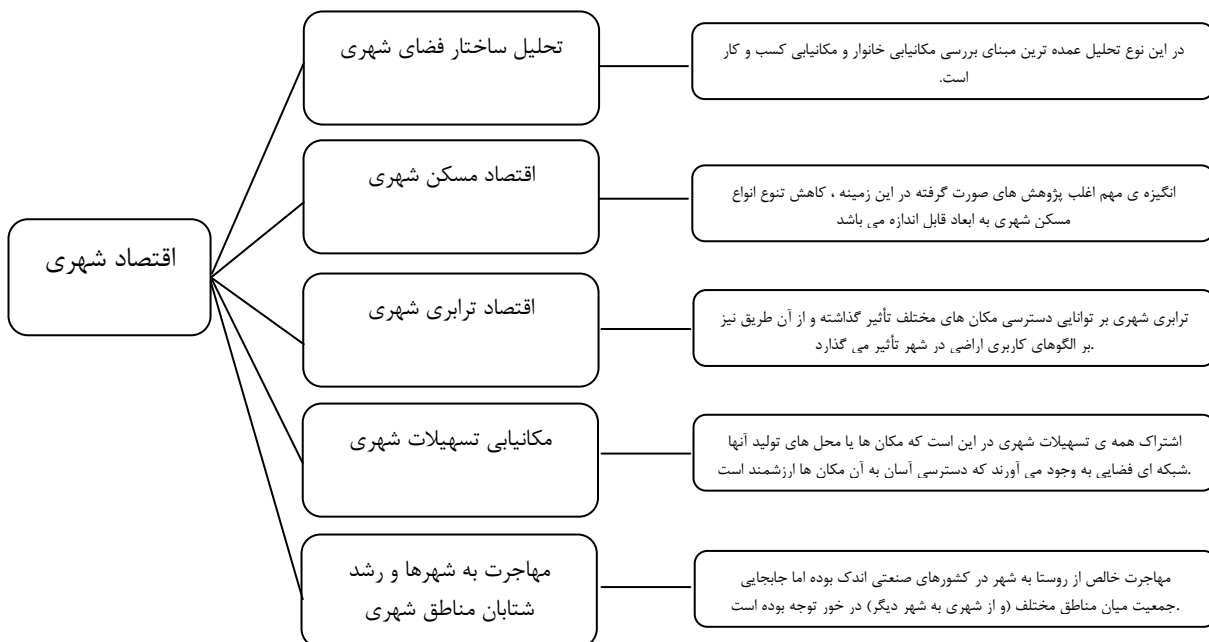 اقتصاد شهری
تحلیل ساختار فضای شهری
در این نوع تحلیل عمده ترین مبنای بررسی مکانیابی خانوار و مکانیابی کسب و کار
است.
اقتصاد مسکن شهری
انگیزه ی مهم اغلب پژوهش های صورت گرفته در این زمینه ، کاهش تنوع انواع
مسکن شهری به ابعاد قابل اندازه می باشد
اقتصاد ترابری شهری
ترابری شهری بر توانایی دسترسی مکان های مختلف تأثیر گذاشته و از آن طریق نیز
بر الگوهای کاربری اراضی در شهر تأثیر می گذارد.
مکانیابی تسهیلات شهری
اشتراک همه ی تسهیلات شهری در این است که مکان ها یا محل های تولید آنها
شبکه ای فضایی به وجود می آورند که دسترسی آسان به آن مکان ها ارزشمند است.
مهاجرت به شهرها و رشد
شتابان مناطق شهری
مهاجرت خالص از روستا به شهر در کشورهای صنعتی اندک بوده اما جابجایی
جمعیت میان مناطق مختلف (و از شهری به شهر دیگر) در خور توجه بوده است.